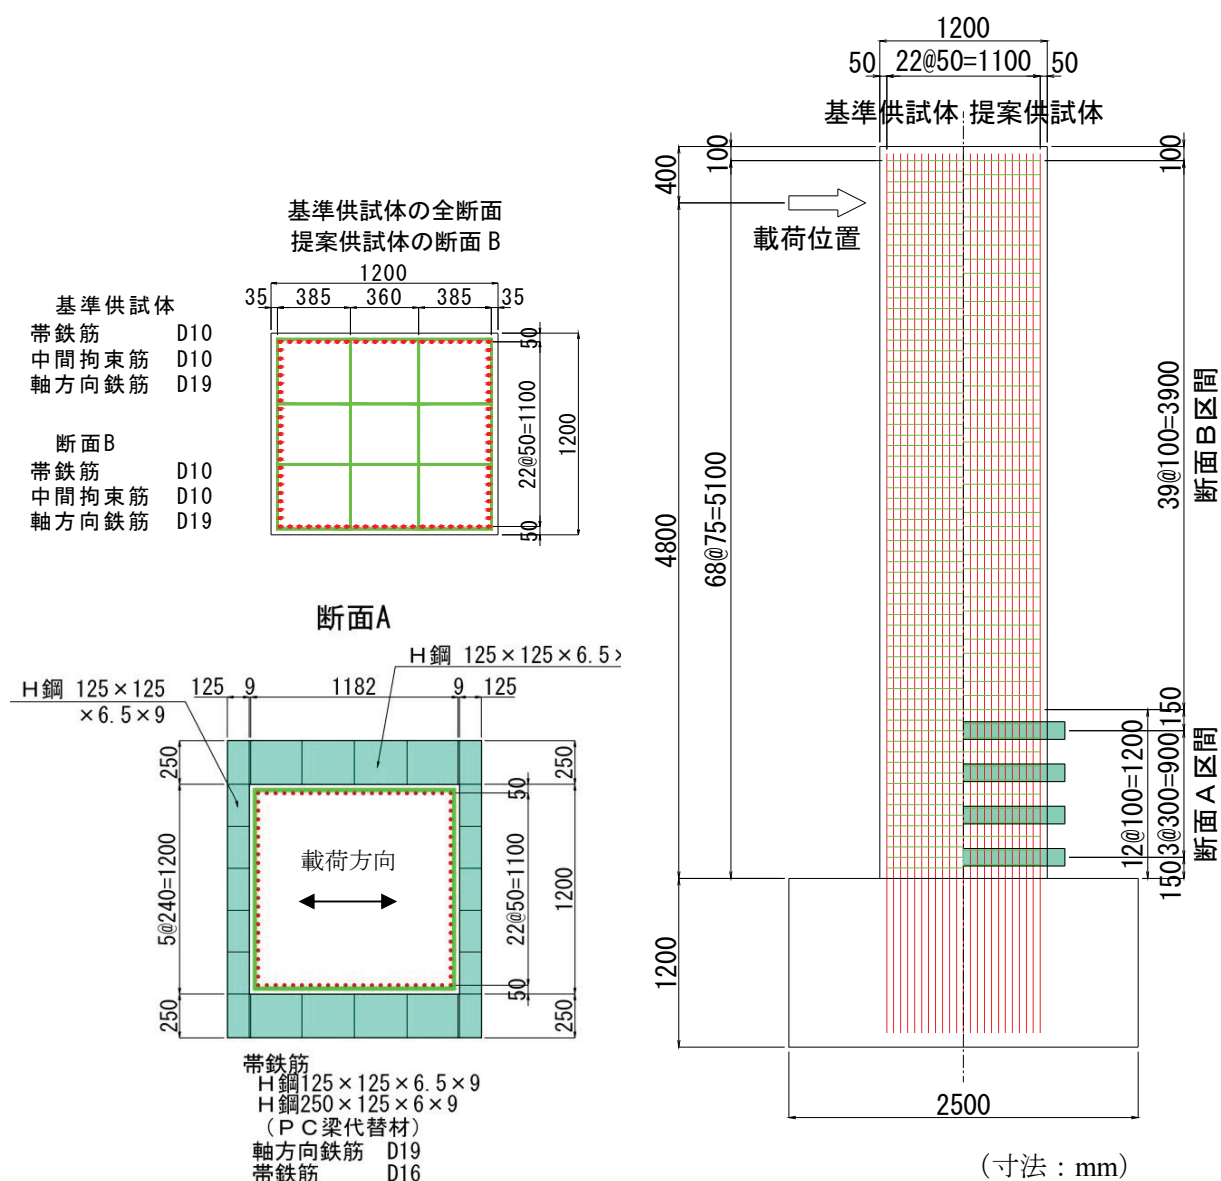 基準供試体の全断面
提案供試体の断面 B
1200
35 385 360 385 35
基準供試体
帯鉄筋 D10
中間拘束筋 D10
軸方向鉄筋 D19
断面B
帯鉄筋 D10
中間拘束筋 D10
軸方向鉄筋 D19
50
22@50=1100
50
1200
断面A
H鋼 125×125×6.5×
H鋼 125×125
×6.5×9
125 9 1182 9 125
250
5@240=1200
250
載荷方向
50
22@50=1100
50
250
1200
250
帯鉄筋
H鋼125×125×6.5×9
H鋼250×125×6×9
(PC梁代替材)
軸方向鉄筋 D19
帯鉄筋 D16
1200
50 22@50=1100 50
基準供試体 提案供試体
400
100
載荷位置
4800
68@75=5100
1200
100
39@100=3900
断面B区間
12@100=1200
150
3@300=900
150
断面A区間
2500
(寸法:mm)